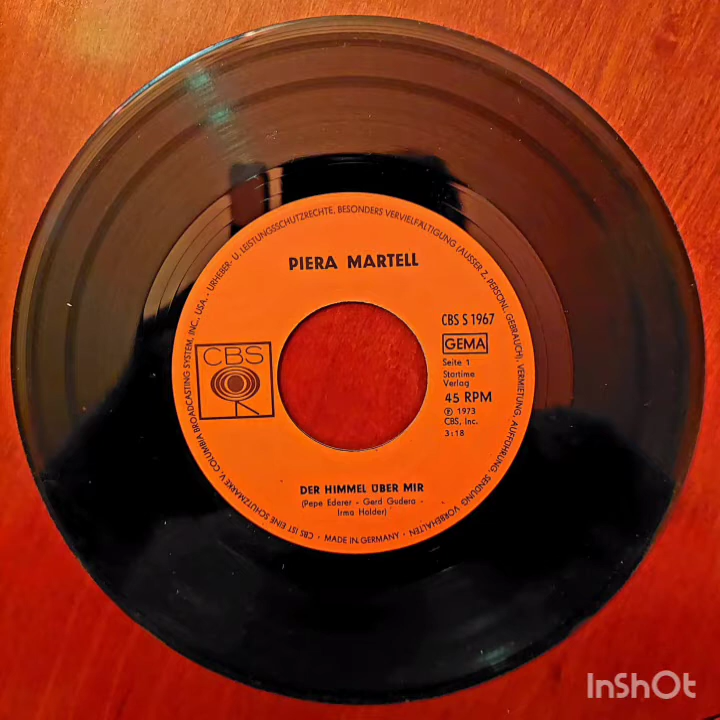 PIERA MARTELL
CBS
CBS S 1967
GEMA
Seite 1
Startime
Verlag
45 RPM
℗ 1973
CBS, Inc.
3:18
DER HIMMEL ÜBER MIR
(Pepe Ederer - Gerd Gudera -
Irma Holder)
CBS IST EINE SCHUTZMARKE V. COLUMBIA BROADCASTING SYSTEM, INC., USA. - URHEBER- U. LEISTUNGSSCHUTZRECHTE, BESONDERS VERVIELFÄLTIGUNG (AUSSER Z. PERSONL. GEBRAUCH), VERMIETUNG, AUFFÜHRUNG, SENDUNG VORBEHALTEN · MADE IN GERMANY ·
InShOt